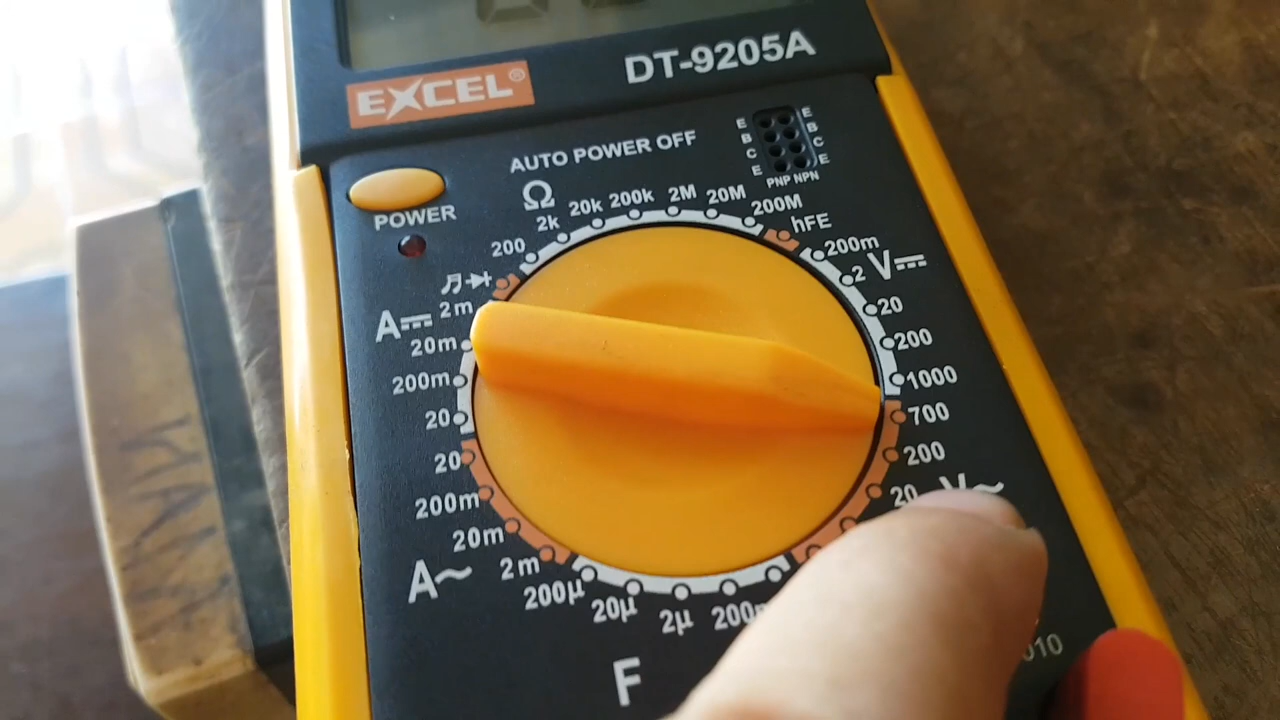 DT-9205A
EXCEL®
AUTO POWER OFF
E
B
C
E
E
B
C
E
PNP NPN
POWER
Ω
200
2k
20k
200k
2M
20M
200M
hFE
200m
V
2
20
200
1000
700
200
20
V~
A
2m
20m
200m
20
20
200m
20m
2m
A~
200µ
20µ
2µ
F